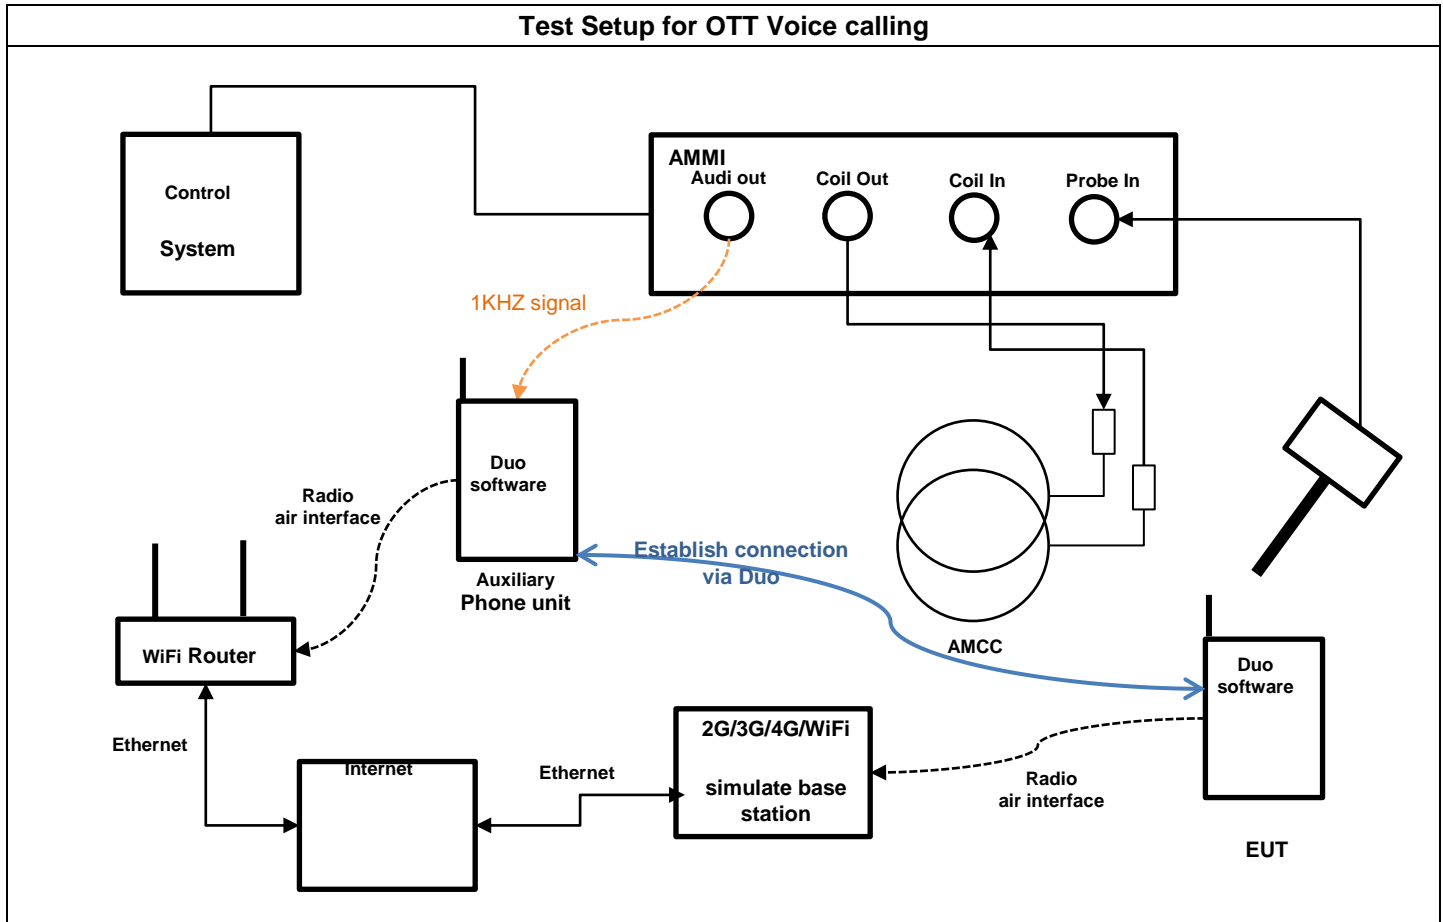 Test Setup for OTT Voice calling
AMMI
Audi out
Coil Out
Coil In
Probe In
Control
System
1KHZ signal
Duo
software
Radio
air interface
Establish connection
via Duo
Auxiliary
Phone unit
WiFi Router
AMCC
Duo
software
2G/3G/4G/WiFi
simulate base
station
Ethernet
Internet
Ethernet
Radio
air interface
EUT